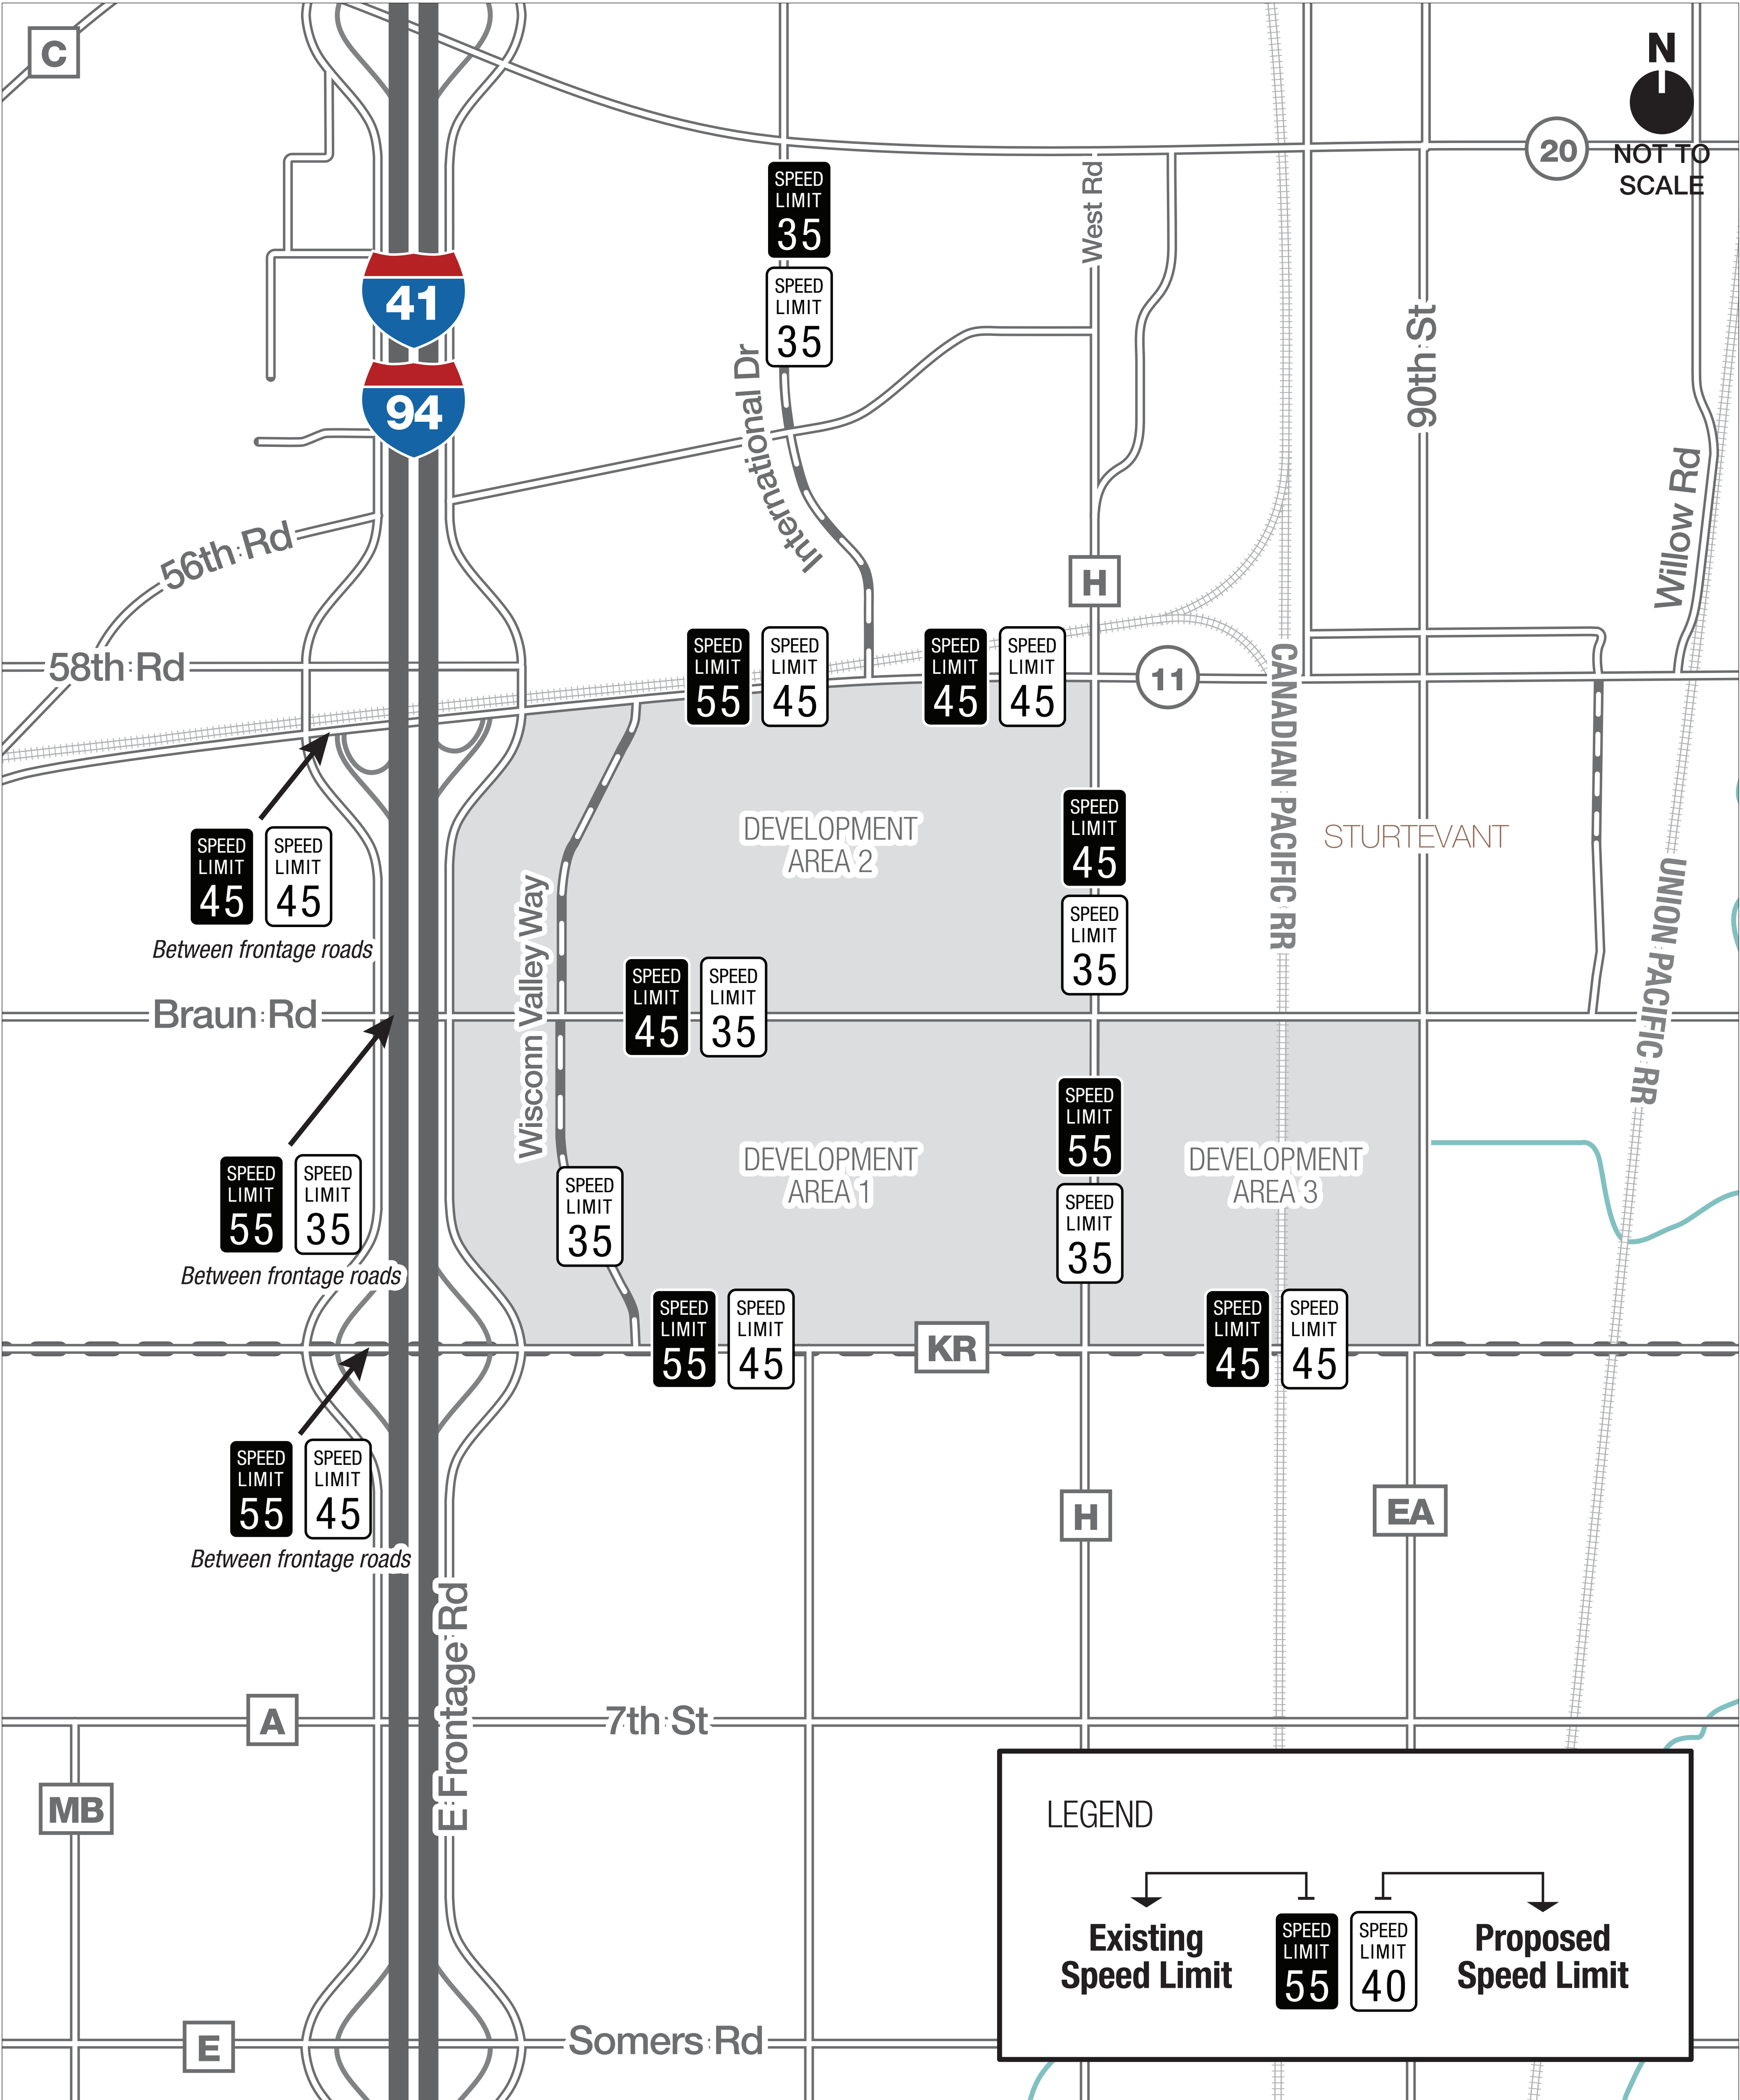 C
N
NOT TO
SCALE
20
SPEED
LIMIT
35
SPEED
LIMIT
35
West Rd
41
94
International Dr
90th St
Willow Rd
56th Rd
H
58th Rd
SPEED
LIMIT
55
SPEED
LIMIT
45
SPEED
LIMIT
45
SPEED
LIMIT
45
11
CANADIAN PACIFIC RR
SPEED
LIMIT
45
SPEED
LIMIT
45
Between frontage roads
DEVELOPMENT
AREA 2
SPEED
LIMIT
45
SPEED
LIMIT
35
STURTEVANT
UNION PACIFIC RR
Wisconn Valley Way
Braun Rd
SPEED
LIMIT
45
SPEED
LIMIT
35
SPEED
LIMIT
55
SPEED
LIMIT
35
Between frontage roads
SPEED
LIMIT
35
DEVELOPMENT
AREA 1
SPEED
LIMIT
55
SPEED
LIMIT
35
DEVELOPMENT
AREA 3
SPEED
LIMIT
55
SPEED
LIMIT
45
KR
SPEED
LIMIT
45
SPEED
LIMIT
45
SPEED
LIMIT
55
SPEED
LIMIT
45
Between frontage roads
H
EA
E Frontage Rd
A
7th St
MB
E
Somers Rd
LEGEND
Existing
Speed Limit
SPEED
LIMIT
55
SPEED
LIMIT
40
Proposed
Speed Limit